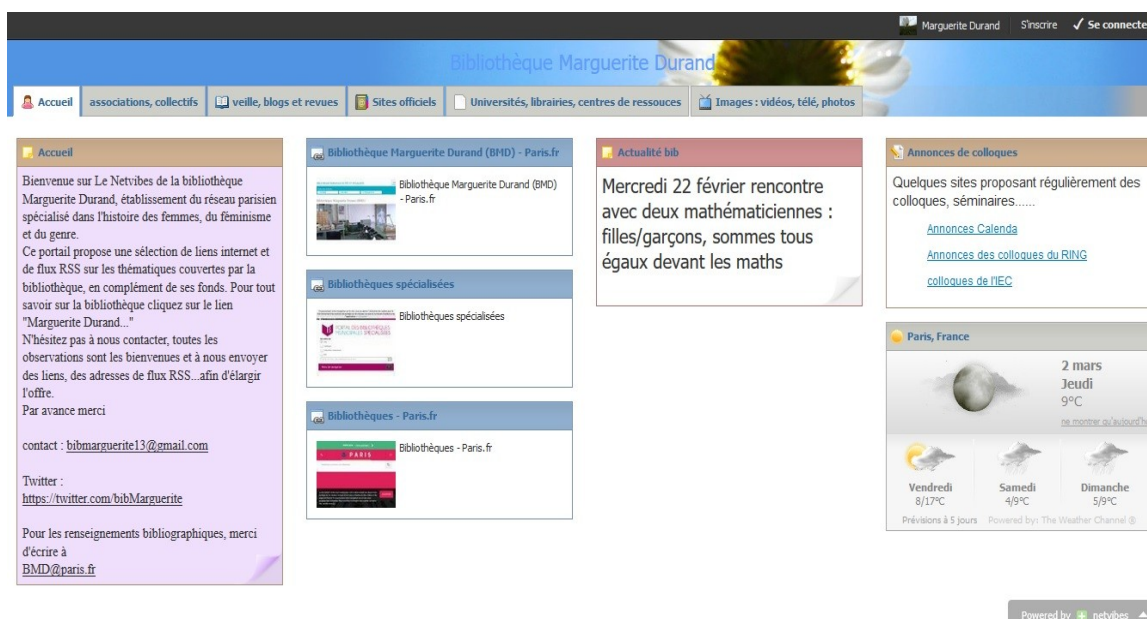 Marguerite Durand S'inscrire ✓ Se connecte
Bibliothèque Marguerite Durand
Accueil associations, collectifs veille, blogs et revues Sites officiels Universités, librairies, centres de ressouces Images : vidéos, télé, photos
Accueil
Bienvenue sur Le Netvibes de la bibliothèque
Marguerite Durand, établissement du réseau parisien
spécialisé dans l'histoire des femmes, du féminisme
et du genre.
Ce portail propose une sélection de liens internet et
de flux RSS sur les thématiques couvertes par la
bibliothèque, en complément de ses fonds. Pour tout
savoir sur la bibliothèque cliquez sur le lien
"Marguerite Durand..."
N'hésitez pas à nous contacter, toutes les
observations sont les bienvenues et à nous envoyer
des liens, des adresses de flux RSS...afin d'élargir
l'offre.
Par avance merci
contact : bibmarguerite13@gmail.com
Twitter :
https://twitter.com/bibMarguerite
Pour les renseignements bibliographiques, merci
d'écrire à
BMD@paris.fr
Bibliothèque Marguerite Durand (BMD) - Paris.fr
Bibliothèque Marguerite Durand (BMD)
- Paris.fr
Bibliothèques spécialisées
Bibliothèques spécialisées
PORTAIL DES BIBLIOTHÈQUES
MUNICIPALES SPÉCIALISÉES
Bibliothèques - Paris.fr
PARIS
Bibliothèques - Paris.fr
Actualité bib
Mercredi 22 février rencontre
avec deux mathématiciennes :
filles/garçons, sommes tous
égaux devant les maths
Annonces de colloques
Quelques sites proposant régulièrement des
colloques, séminaires......
Annonces Calenda
Annonces des colloques du RING
colloques de l'IEC
Paris, France
2 mars
Jeudi
9°C
ne montrer qu'aujourd'h
Vendredi Samedi Dimanche
8/17°C 4/9°C 5/9°C
Prévisions à 5 jours Powered by: The Weather Channel ®
Powered by netvibes